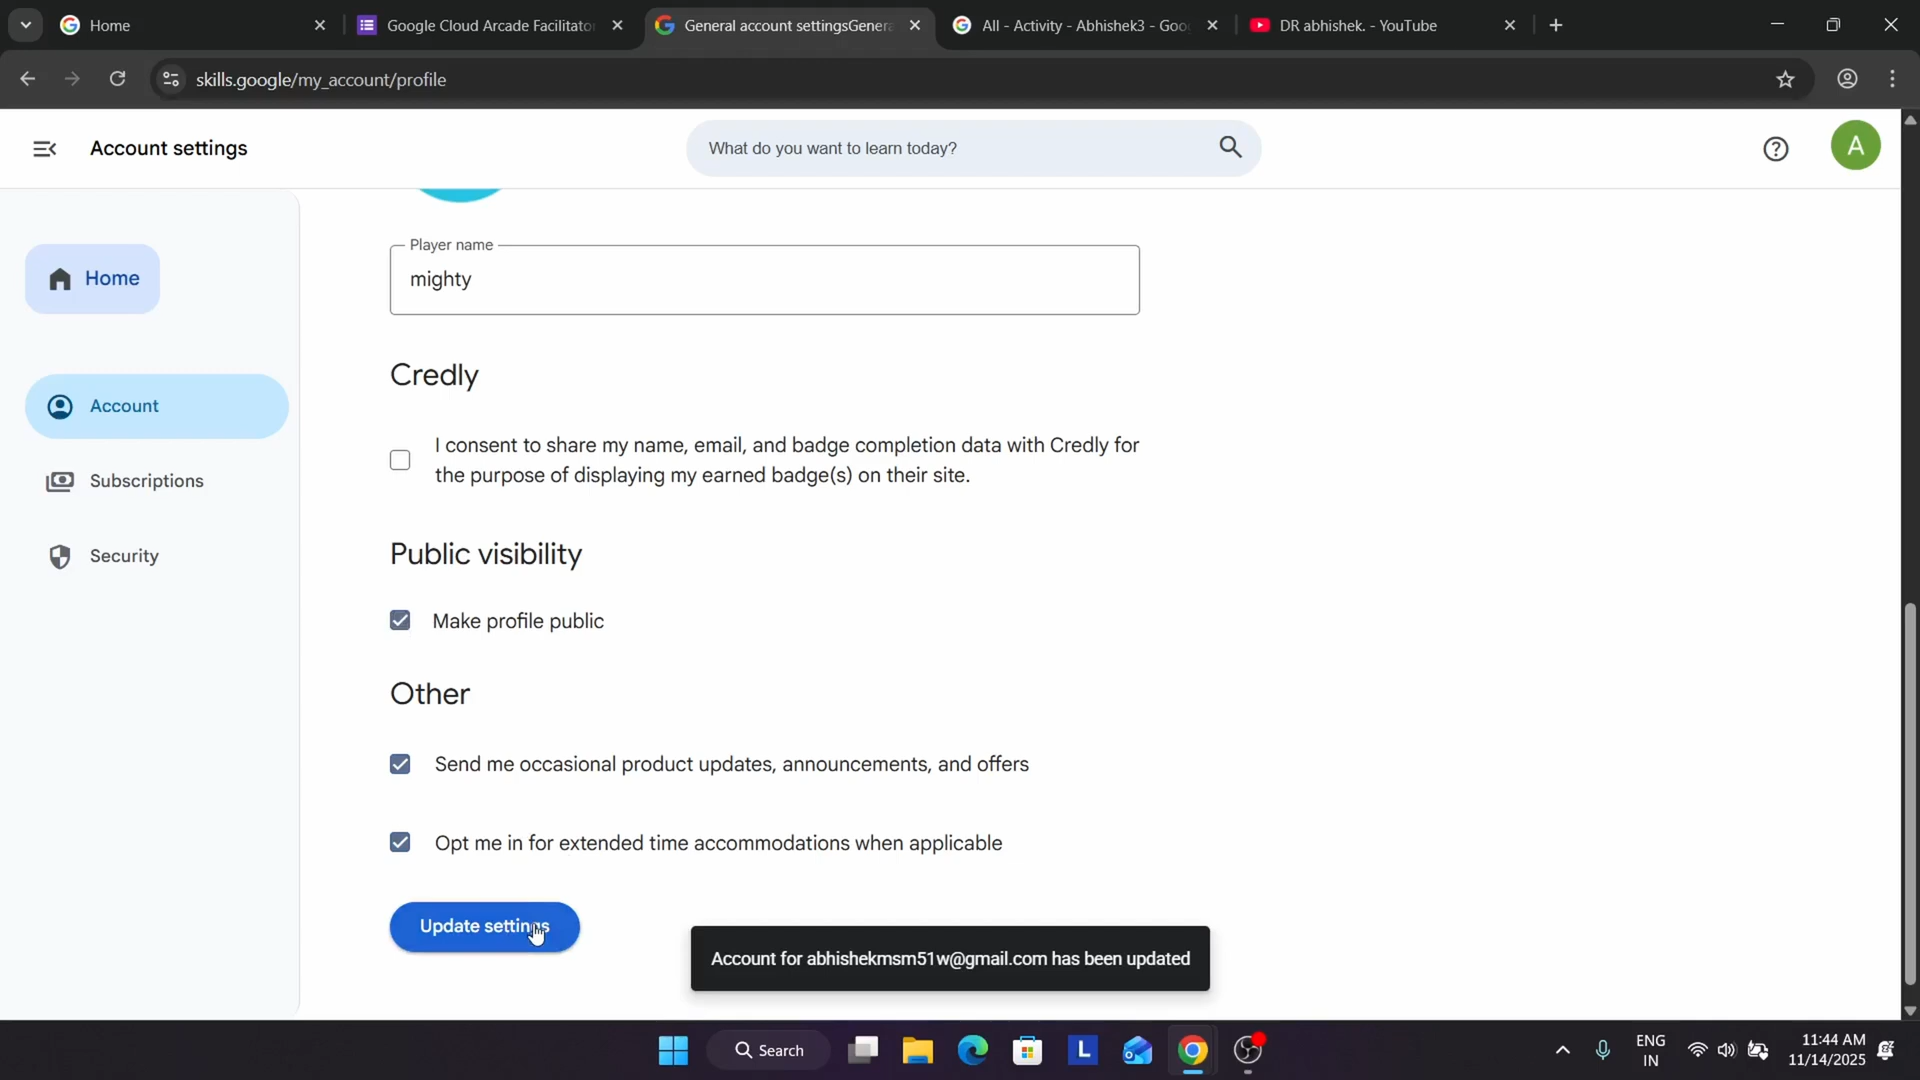 Home
Google Cloud Arcade Facilitato
General account settingsGenera
All - Activity - Abhishek3 - Goo
DR abhishek. - YouTube
skills.google/my_account/profile
Account settings
What do you want to learn today?
A
Home
Account
Subscriptions
Security
Player name
mighty
Credly
I consent to share my name, email, and badge completion data with Credly for
the purpose of displaying my earned badge(s) on their site.
Public visibility
Make profile public
Other
Send me occasional product updates, announcements, and offers
Opt me in for extended time accommodations when applicable
Update settings
Account for abhishekmsm51w@gmail.com has been updated
Search
L
ENG
IN
11:44 AM
11/14/2025